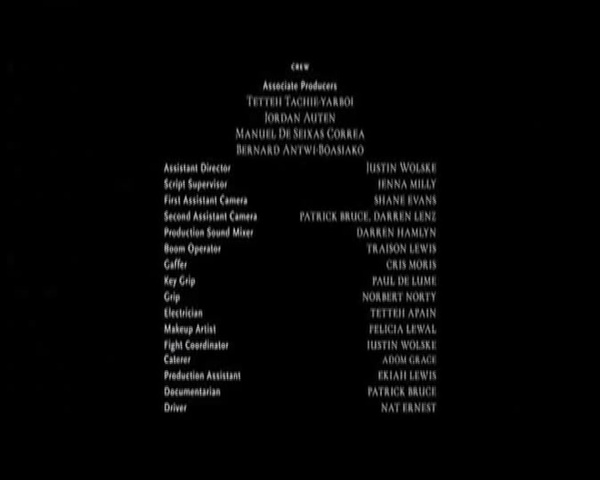 CREW
Associate Producers
TETTEH TACHIE-YARBOI
JORDAN AUTEN
MANUEL DE SEIXAS CORREA
BERNARD ANTWI-BOASIAKO
Assistant Director JUSTIN WOLSKE
Script Supervisor JENNA MILLY
First Assistant Camera SHANE EVANS
Second Assistant Camera PATRICK BRUCE, DARREN LENZ
Production Sound Mixer DARREN HAMLYN
Boom Operator TRAISON LEWIS
Gaffer CRIS MORIS
Key Grip PAUL DE LUME
Grip NORBERT NORTY
Electrician TETTEH APAIN
Makeup Artist FELICIA LEWAL
Fight Coordinator JUSTIN WOLSKE
Caterer ADOM GRACE
Production Assistant EKIAH LEWIS
Documentarian PATRICK BRUCE
Driver NAT ERNEST